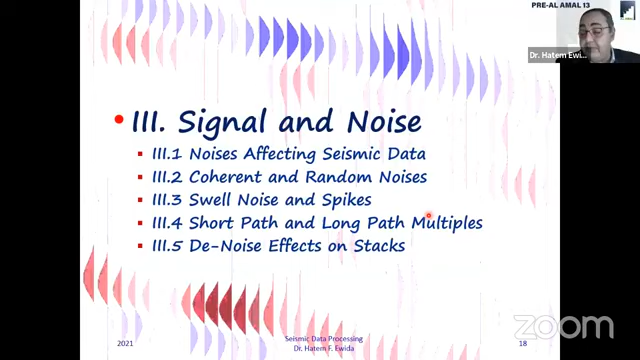 PRE-AL AMAL 13
Dr. Hatem Ewi
• III. Signal and Noise
▪ III.1 Noises Affecting Seismic Data
▪ III.2 Coherent and Random Noises
▪ III.3 Swell Noise and Spikes
▪ III.4 Short Path and Long Path Multiples
▪ III.5 De-Noise Effects on Stacks
2021
Seismic Data Processing
Dr. Hatem F. Ewida
18
zoom